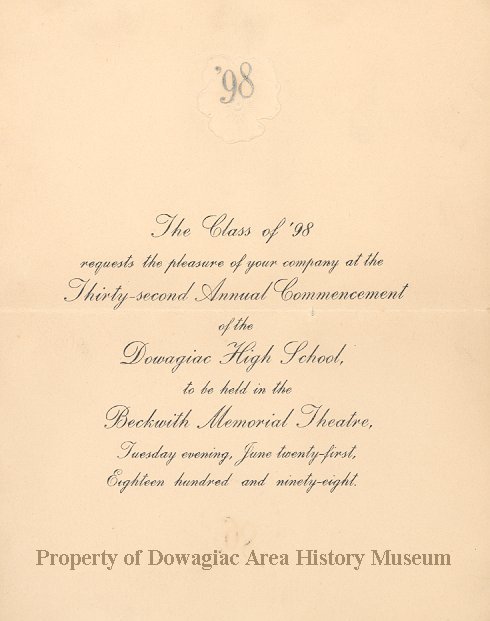 '98
The Class of '98
requests the pleasure of your company at the
Thirty-second Annual Commencement
of the
Dowagiac High School,
to be held in the
Beckwith Memorial Theatre,
Tuesday evening, June twenty-first,
Eighteen hundred and ninety-eight.
Property of Dowagiac Area History Museum